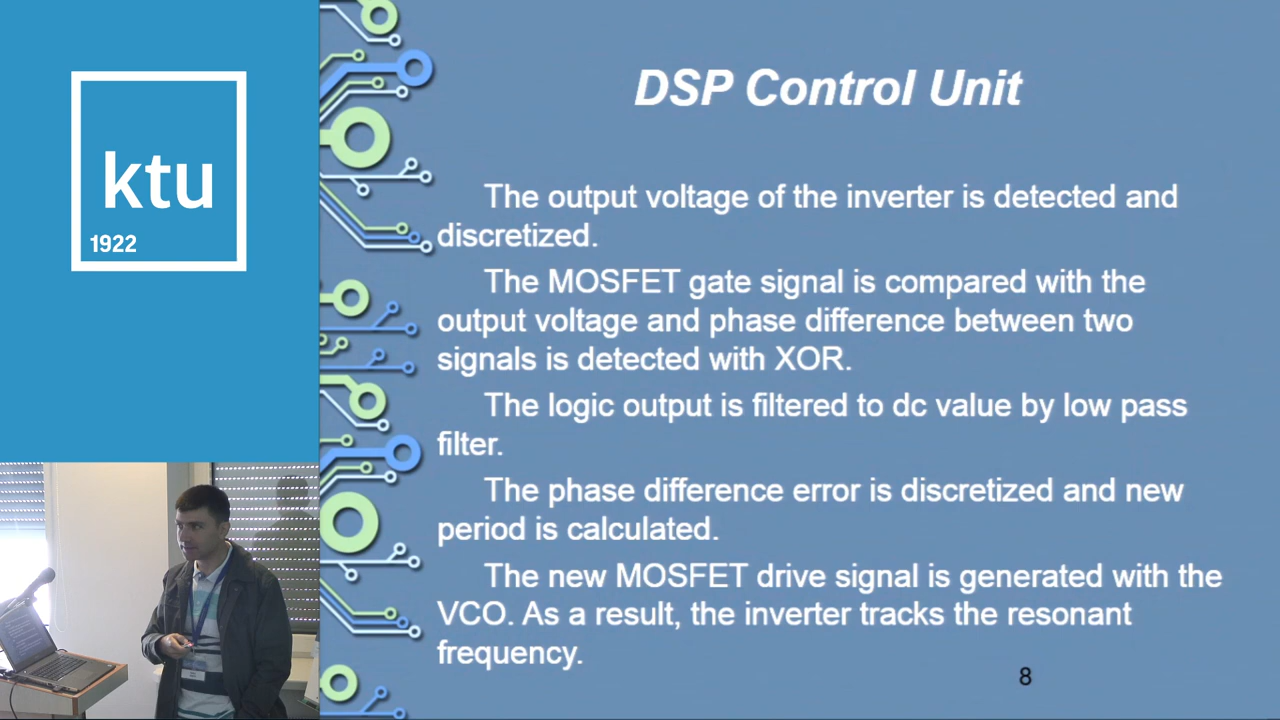 ktu
1922
DSP Control Unit
The output voltage of the inverter is detected and
discretized.
The MOSFET gate signal is compared with the
output voltage and phase difference between two
signals is detected with XOR.
The logic output is filtered to dc value by low pass
filter.
The phase difference error is discretized and new
period is calculated.
The new MOSFET drive signal is generated with the
VCO. As a result, the inverter tracks the resonant
frequency.
8